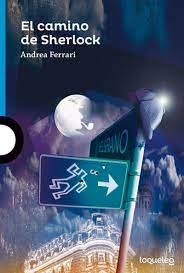 El camino
de Sherlock
Andrea Ferrari
loqueleo